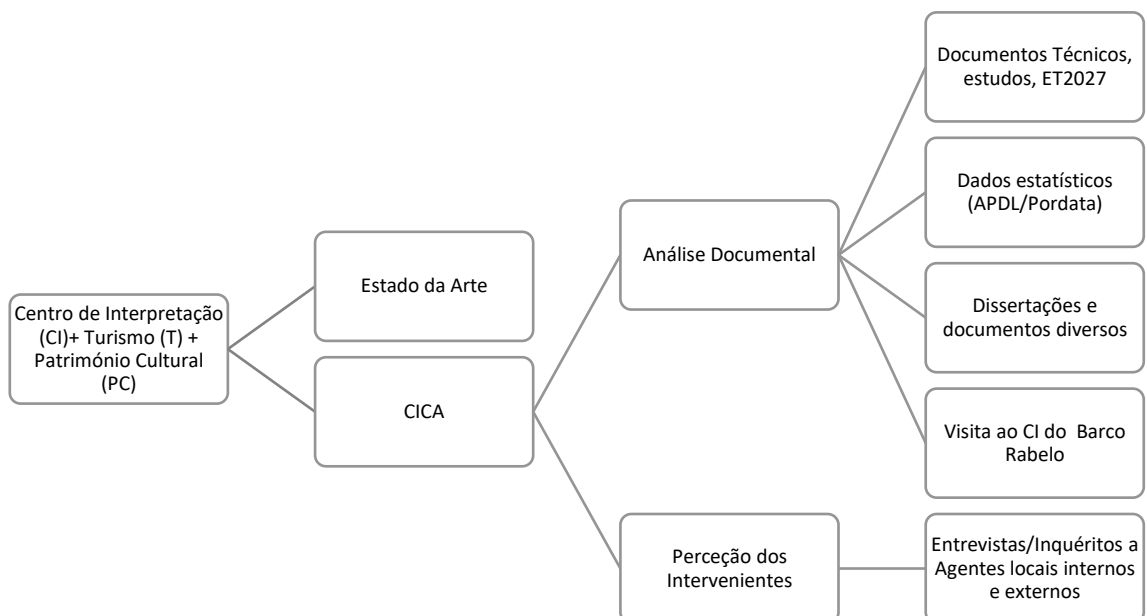 Centro de Interpretação
(CI)+ Turismo (T) +
Património Cultural
(PC)
Estado da Arte
CICA
Análise Documental
Perceção dos
Intervenientes
Documentos Técnicos,
estudos, ET2027
Dados estatísticos
(APDL/Pordata)
Dissertações e
documentos diversos
Visita ao CI do Barco
Rabelo
Entrevistas/Inquéritos a
Agentes locais internos
e externos